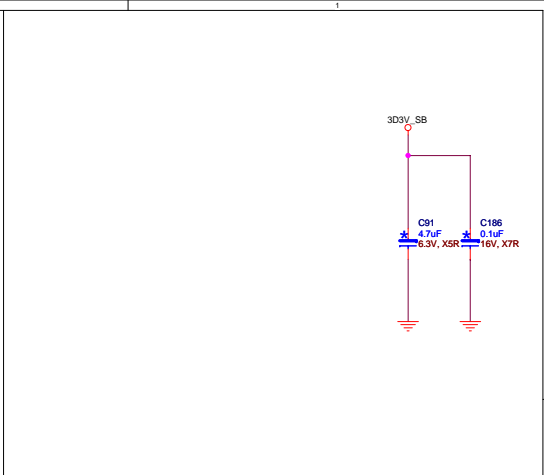 1
3D3V_SB
C91
4.7uF
6.3V, X5R
C186
0.1uF
16V, X7R